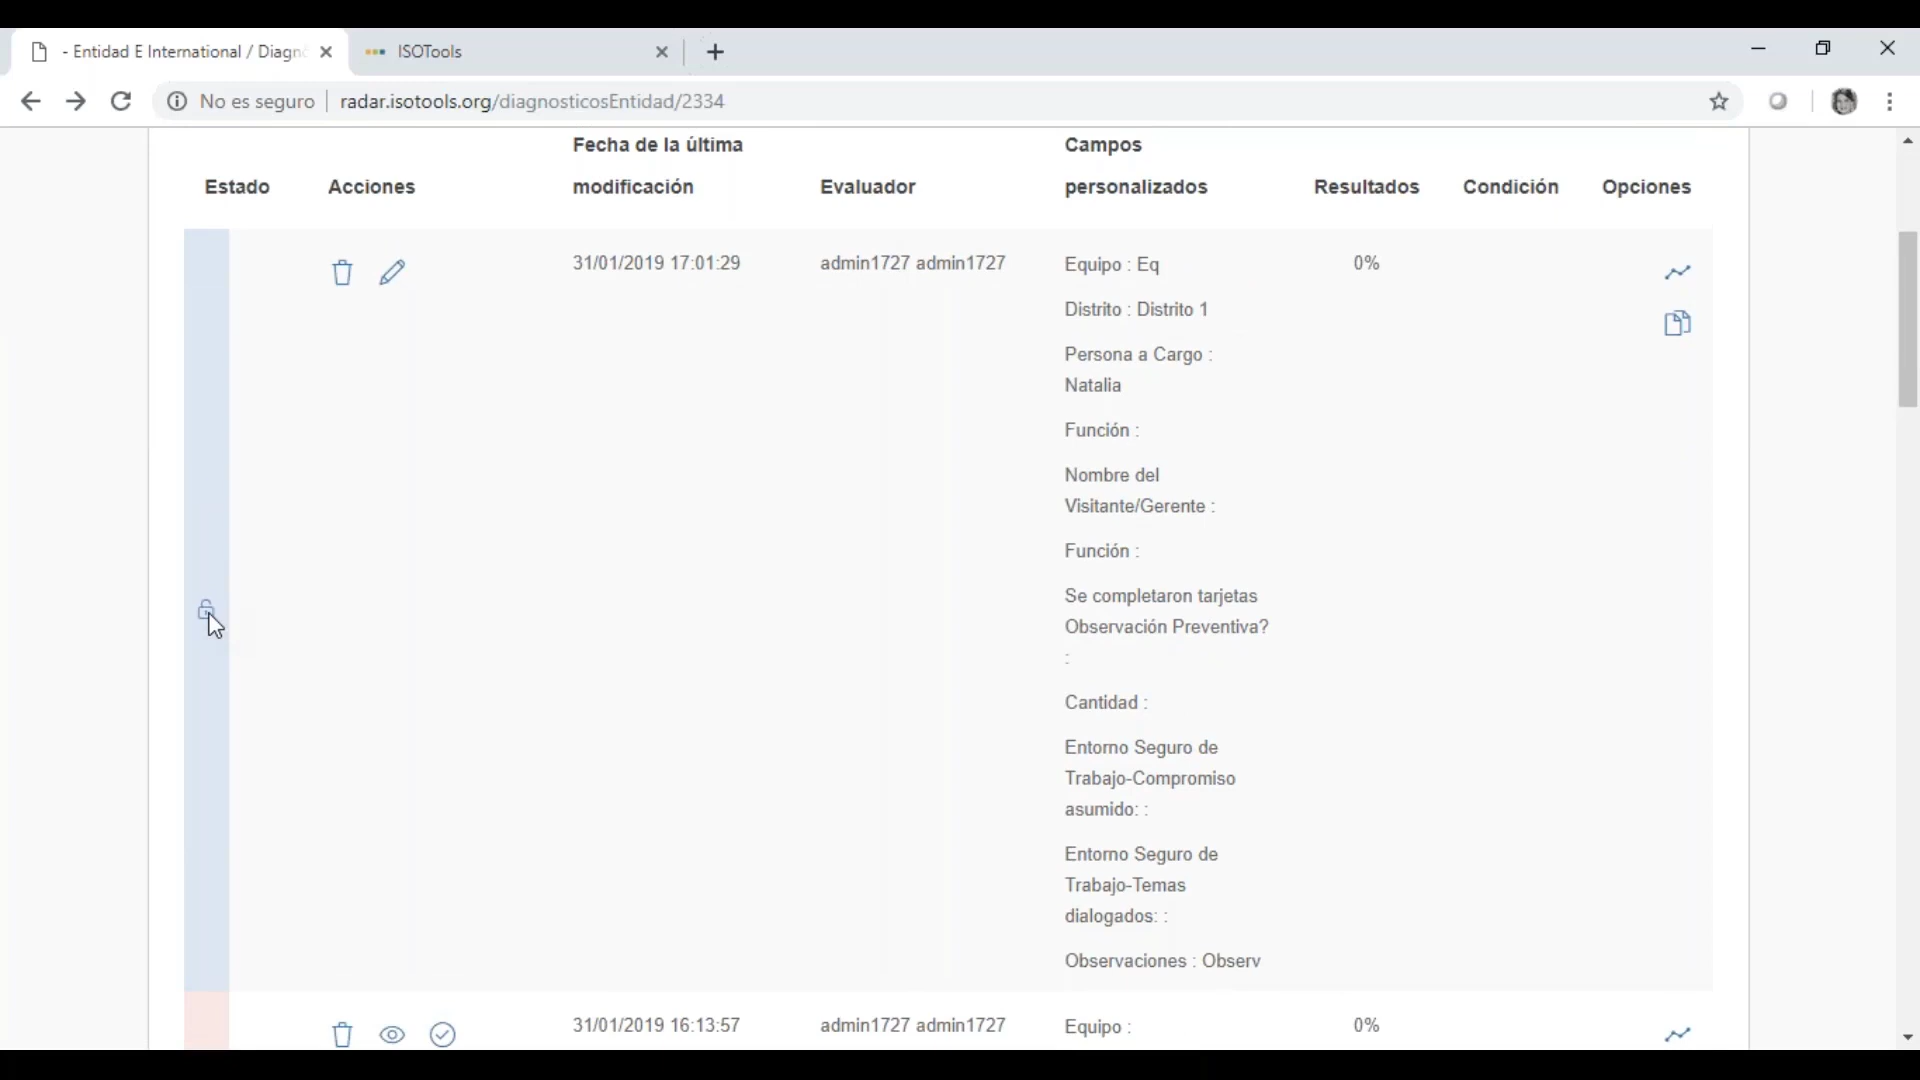 - Entidad E International / Diagn
ISOTools
No es seguro
radar.isotools.org/diagnosticosEntidad/2334
Estado
Acciones
Fecha de la última
modificación
Evaluador
Campos
personalizados
Resultados
Condición
Opciones
31/01/2019 17:01:29
admin1727 admin1727
Equipo : Eq
0%
Distrito : Distrito 1
Persona a Cargo :
Natalia
Función :
Nombre del
Visitante/Gerente :
Función :
Se completaron tarjetas
Observación Preventiva?
:
Cantidad :
Entorno Seguro de
Trabajo-Compromiso
asumido: :
Entorno Seguro de
Trabajo-Temas
dialogados: :
Observaciones : Observ
31/01/2019 16:13:57
admin1727 admin1727
Equipo :
0%